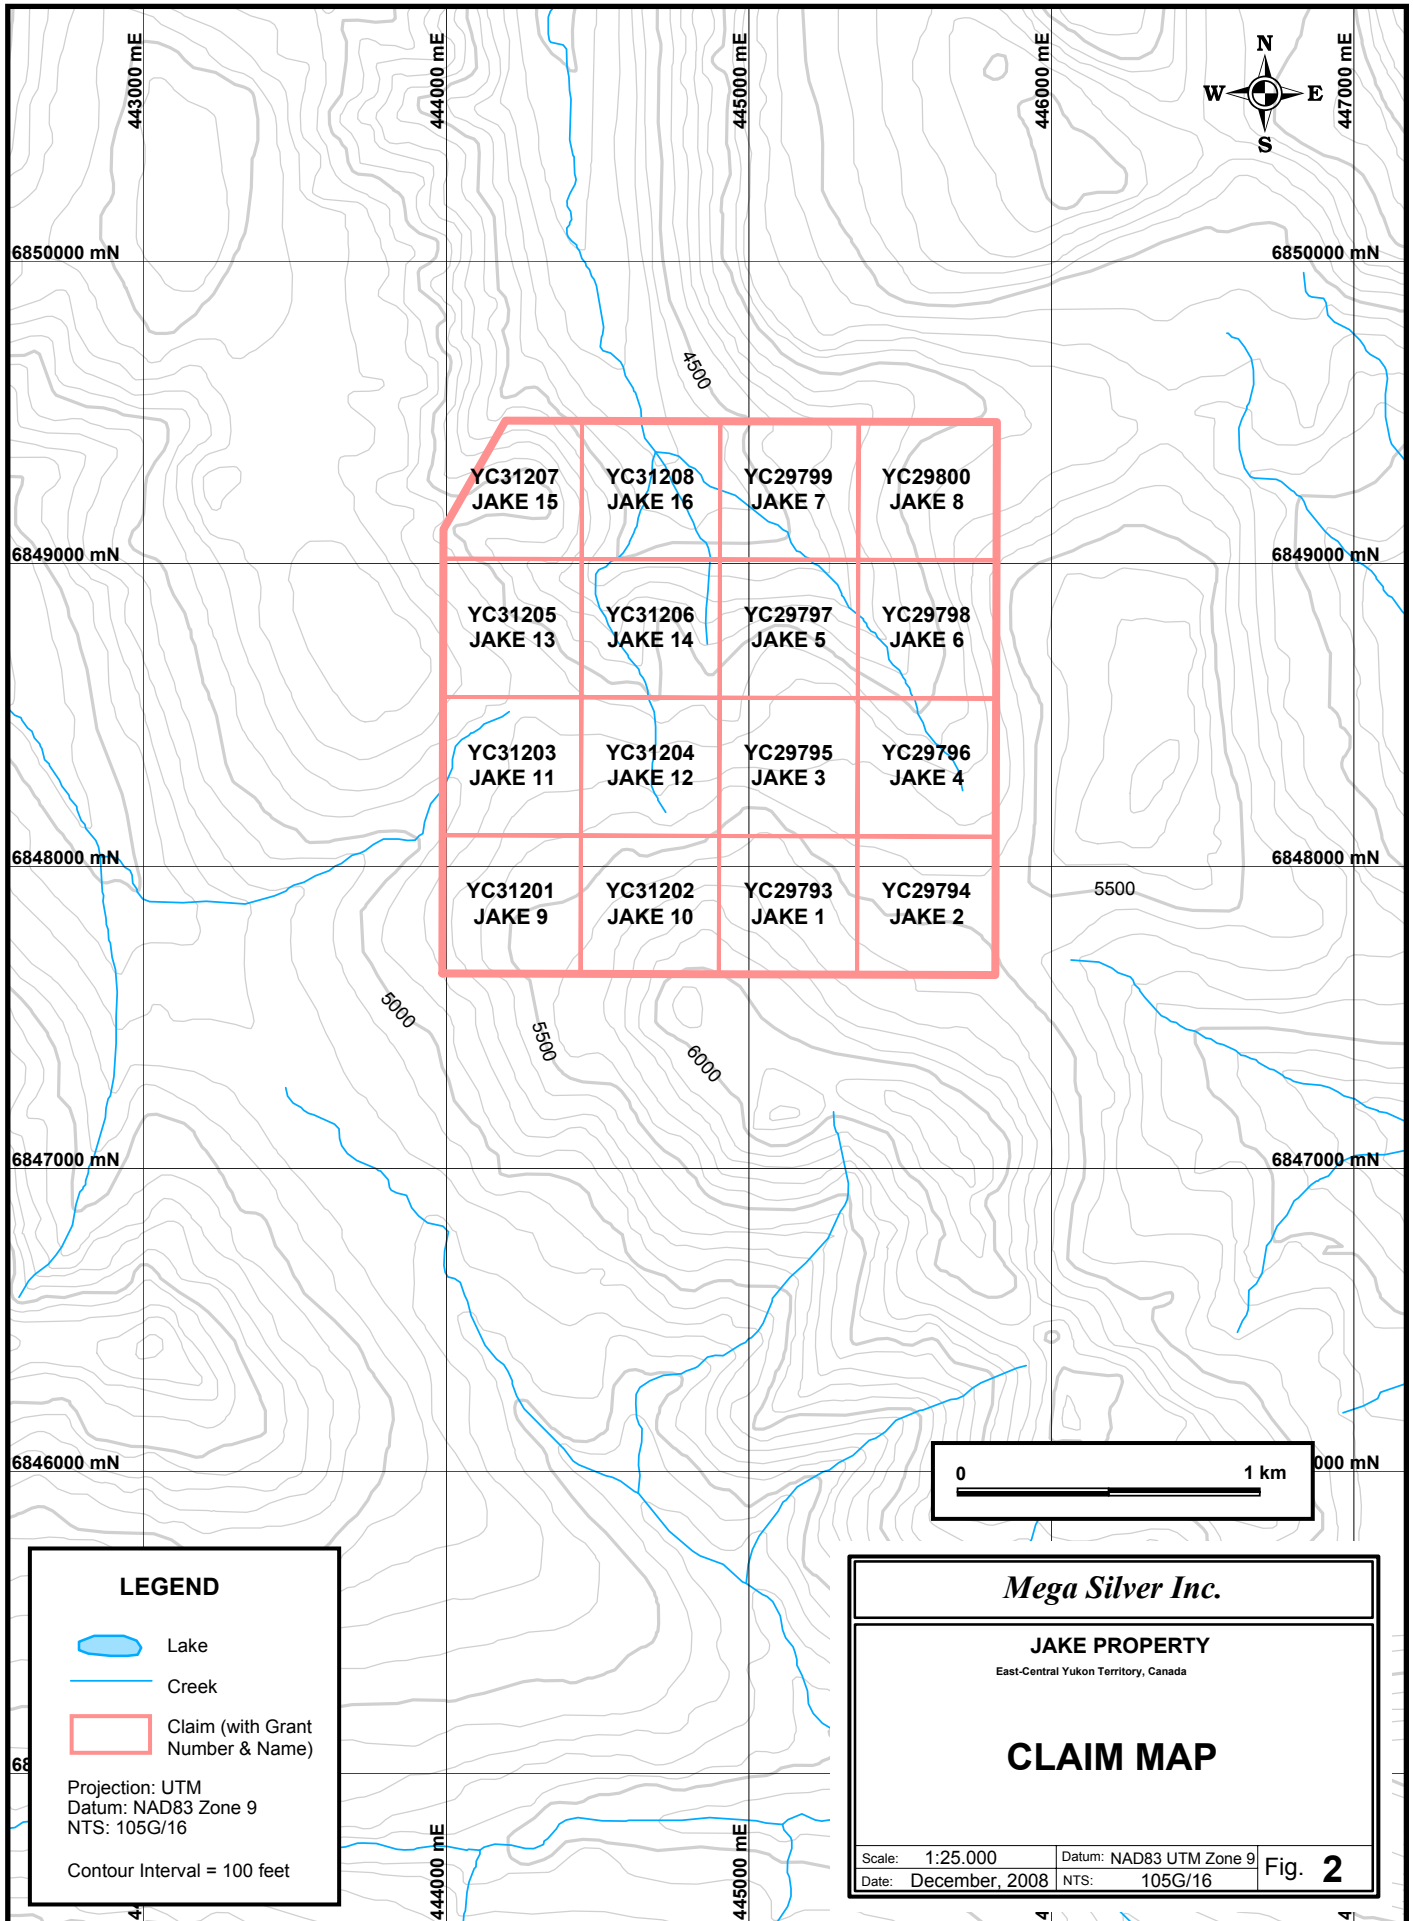 443000 mE
444000 mE
445000 mE
446000 mE
447000 mE
N
W E
S
6850000 mN
6850000 mN
4500
YC31207
JAKE 15
YC31208
JAKE 16
YC29799
JAKE 7
YC29800
JAKE 8
6849000 mN
6849000 mN
YC31205
JAKE 13
YC31206
JAKE 14
YC29797
JAKE 5
YC29798
JAKE 6
YC31203
JAKE 11
YC31204
JAKE 12
YC29795
JAKE 3
YC29796
JAKE 4
6848000 mN
6848000 mN
YC31201
JAKE 9
YC31202
JAKE 10
YC29793
JAKE 1
YC29794
JAKE 2
5500
5000
5500
6000
6847000 mN
6847000 mN
6846000 mN
000 mN
0 1 km
LEGEND
Lake
Creek
Claim (with Grant
Number & Name)
Projection: UTM
Datum: NAD83 Zone 9
NTS: 105G/16
Contour Interval = 100 feet
68
444000 mE
445000 mE
Mega Silver Inc.
JAKE PROPERTY
East-Central Yukon Territory, Canada
CLAIM MAP
Scale: 1:25.000
Datum: NAD83 UTM Zone 9
Date: December, 2008
NTS: 105G/16
Fig. 2